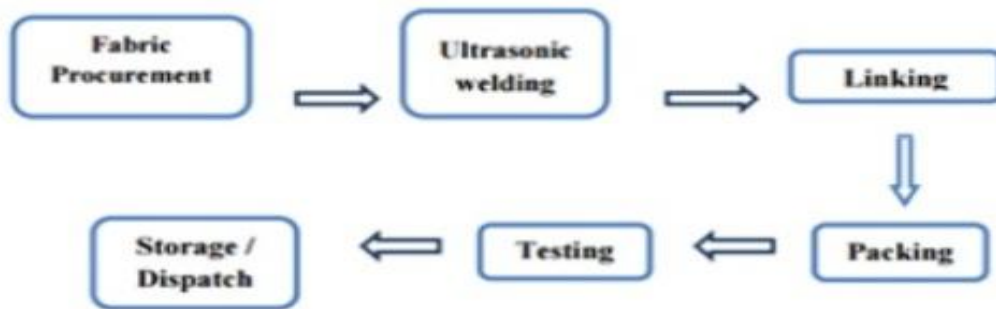 Fabric
Procurement
Ultrasonic
welding
Linking
Packing
Testing
Storage /
Dispatch